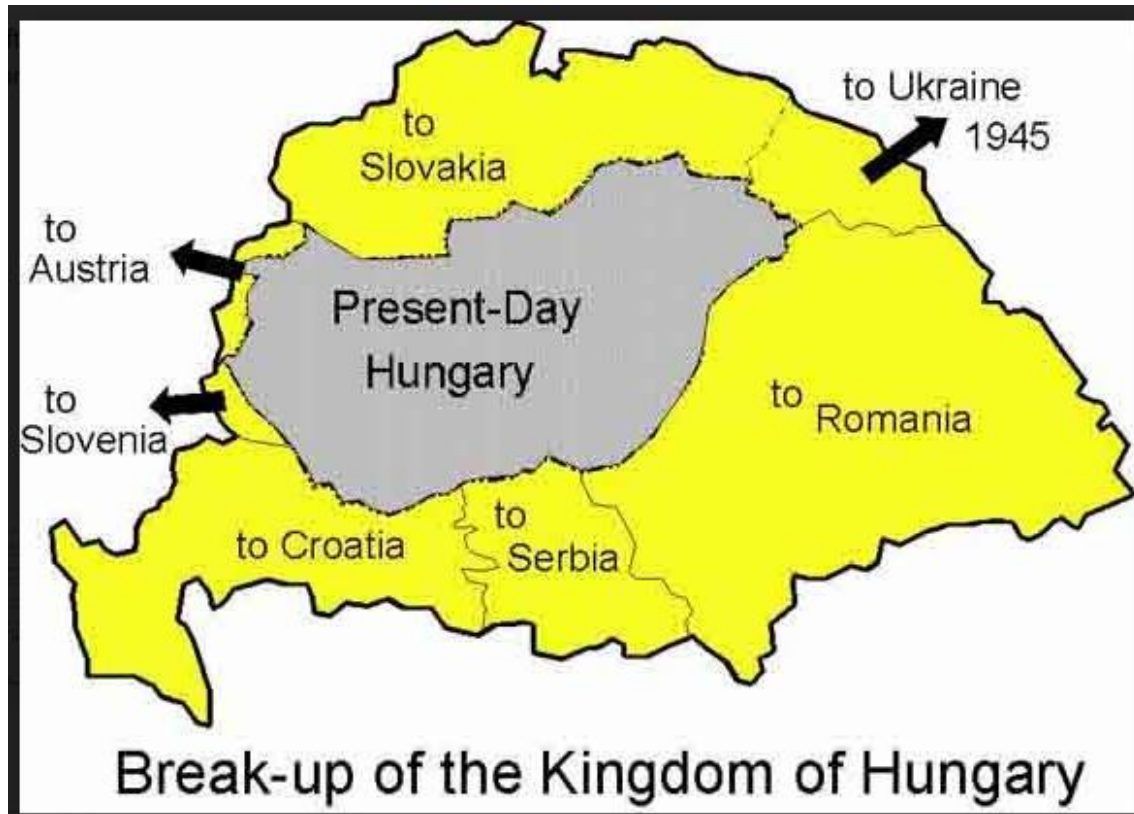 to
Slovakia
to Ukraine
1945
to
Austria
Present-Day
Hungary
to
Slovenia
to
Romania
to Croatia
to
Serbia
Break-up of the Kingdom of Hungary